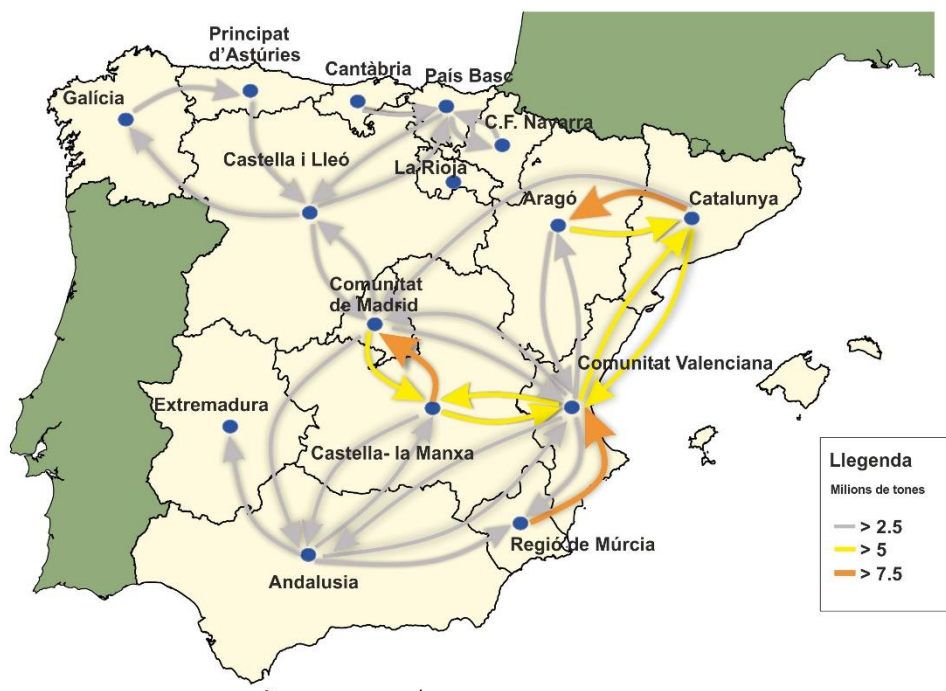 Principat
d'Astúries
Cantàbria
País Basc
Galícia
C.F. Navarra
Castella i Lleó
La Rioja
Aragó
Catalunya
Comunitat
de Madrid
Comunitat Valenciana
Extremadura
Castella- la Manxa
Regió de Múrcia
Andalusia
Llegenda
Milions de tones
> 2.5
> 5
> 7.5